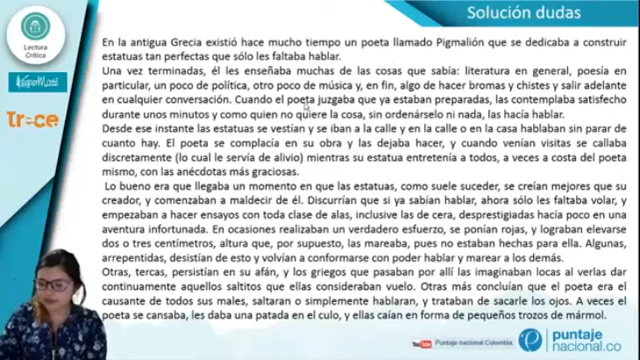 Solución dudas
Lectura
Crítica
Tr ce
En la antigua Grecia existió hace mucho tiempo un poeta llamado Pigmalión que se dedicaba a construir
estatuas tan perfectas que sólo les faltaba hablar.
Una vez terminadas, él les enseñaba muchas de las cosas que sabía: literatura en general, poesía en
particular, un poco de política, otro poco de música y, en fin, algo de hacer bromas y chistes y salir adelante
en cualquier conversación. Cuando el poeta juzgaba que ya estaban preparadas, las contemplaba satisfecho
durante unos minutos y como quien no quiere la cosa, sin ordenárselo ni nada, las hacía hablar.
Desde ese instante las estatuas se vestían y se iban a la calle y en la calle o en la casa hablaban sin parar de
cuanto hay. El poeta se complacía en su obra y las dejaba hacer, y cuando venían visitas se callaba
discretamente (lo cual le servía de alivio) mientras su estatua entretenía a todos, a veces a costa del poeta
mismo, con las anécdotas más graciosas.
Lo bueno era que llegaba un momento en que las estatuas, como suele suceder, se creían mejores que su
creador, y comenzaban a maldecir de él. Discurrían que si ya sabían hablar, ahora sólo les faltaba volar, y
empezaban a hacer ensayos con toda clase de alas, inclusive las de cera, desprestigiadas hacía poco en una
aventura infortunada. En ocasiones realizaban un verdadero esfuerzo, se ponían rojas, y lograban elevarse
dos o tres centímetros, altura que, por supuesto, las mareaba, pues no estaban hechas para ella. Algunas,
arrepentidas, desistían de esto y volvían a conformarse con poder hablar y marear a los demás.
Otras, tercas, persistían en su afán, y los griegos que pasaban por allí las imaginaban locas al verlas dar
continuamente aquellos saltitos que ellas consideraban vuelo. Otras más concluían que el poeta era el
causante de todos sus males, saltaran o simplemente hablaran, y trataban de sacarle los ojos. A veces el
poeta se cansaba, les daba una patada en el culo, y ellas caían en forma de pequeños trozos de mármol.
YouTube Puntaje nacional Colombia
puntaje
nacional.co